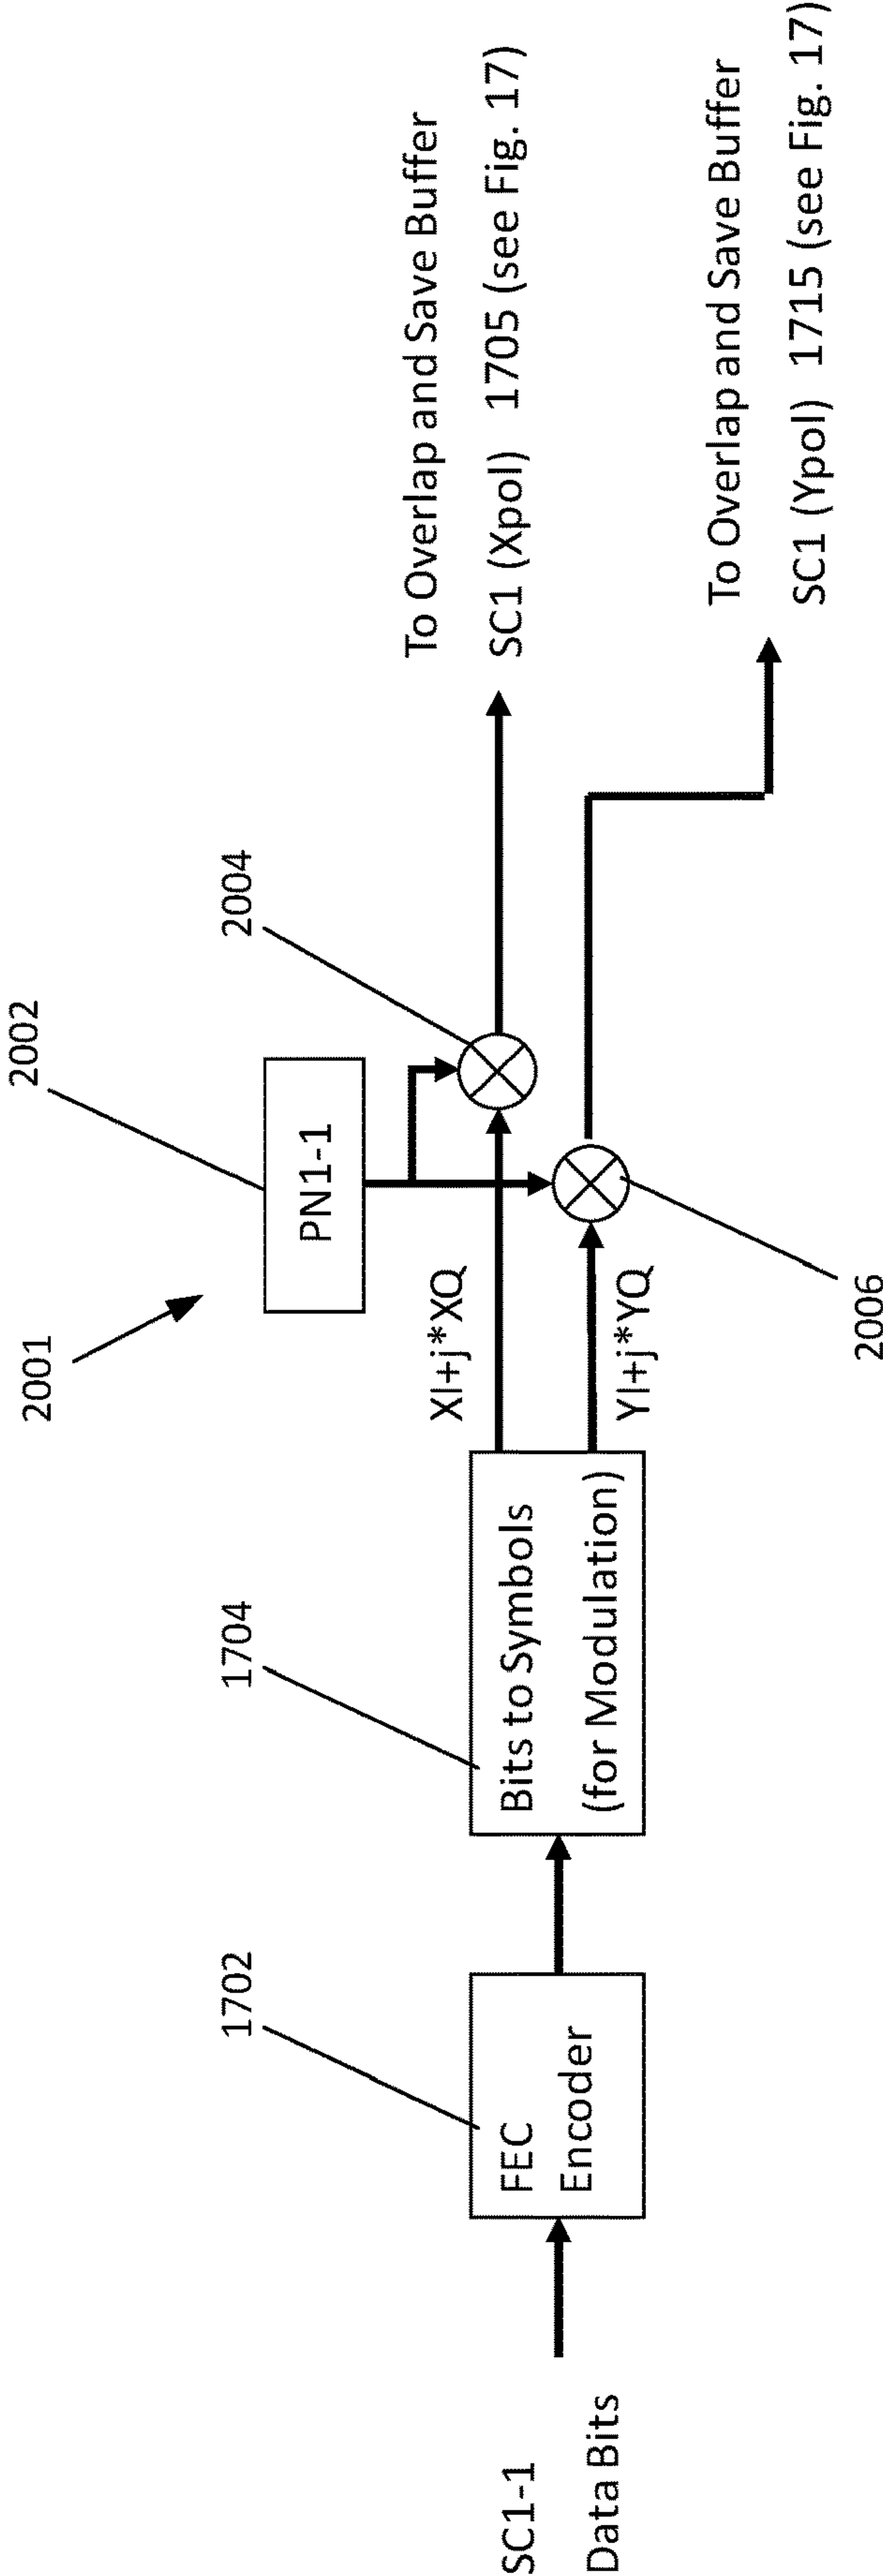 2001
2002
2004
PN1-1
1702
1704
SC1-1
Data Bits
FEC
Encoder
Bits to Symbols
(for Modulation)
XI+j*XQ
YI+j*YQ
2006
To Overlap and Save Buffer
SC1 (Xpol) 1705 (see Fig. 17)
To Overlap and Save Buffer
SC1 (Ypol) 1715 (see Fig. 17)